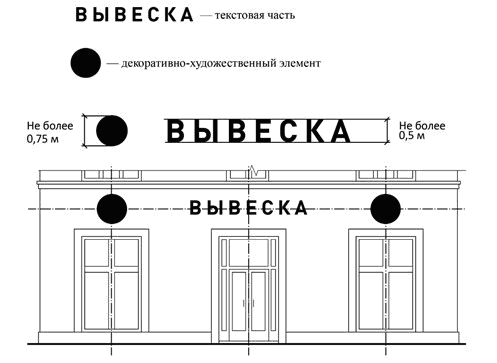 ВЫВЕСКА — текстовая часть
— декоративно-художественный элемент
Не более
0,75 м
ВЫВЕСКА
Не более
0,5 м
ВЫВЕСКА